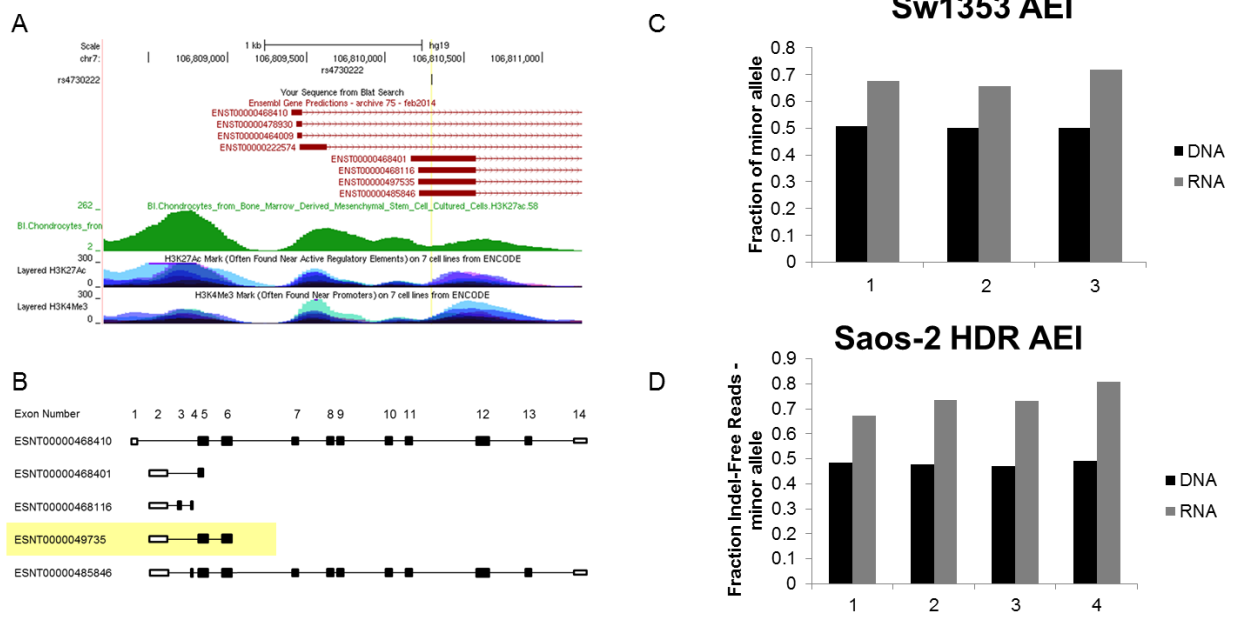 A
Scale
1 kb
hg19
chr7:
106,809,000
106,809,500
106,810,000
106,810,500
106,811,000
rs4730222
rs4730222
Your Sequence from Blat Search
Ensembl Gene Predictions - archive 75 - feb2014
ENST00000468410
ENST00000478930
ENST00000464009
ENST00000222574
ENST00000468401
ENST00000468116
ENST00000497535
ENST00000485846
262
BI.Chondrocytes_from_Bone_Marrow_Derived_Mesenchymal_Stem_Cell_Cultured_Cells.H3K27ac.58
BI.Chondrocytes_fron
2
300
H3K27Ac Mark (Often Found Near Active Regulatory Elements) on 7 cell lines from ENCODE
Layered H3K27Ac
0
300
H3K4Me3 Mark (Often Found Near Promoters) on 7 cell lines from ENCODE
Layered H3K4Me3
0
B
Exon Number 1 2 3 4 5 6 7 8 9 10 11 12 13 14
ESNT00000468410
ESNT00000468401
ESNT00000468116
ESNT0000049735
ESNT00000485846
C
Sw1353 AEI
Fraction of minor allele
0.8
0.7
0.6
0.5
0.4
0.3
0.2
0.1
0
1 2 3
DNA
RNA
D
Saos-2 HDR AEI
Fraction Indel-Free Reads -
minor allele
0.9
0.8
0.7
0.6
0.5
0.4
0.3
0.2
0.1
0
1 2 3 4
DNA
RNA